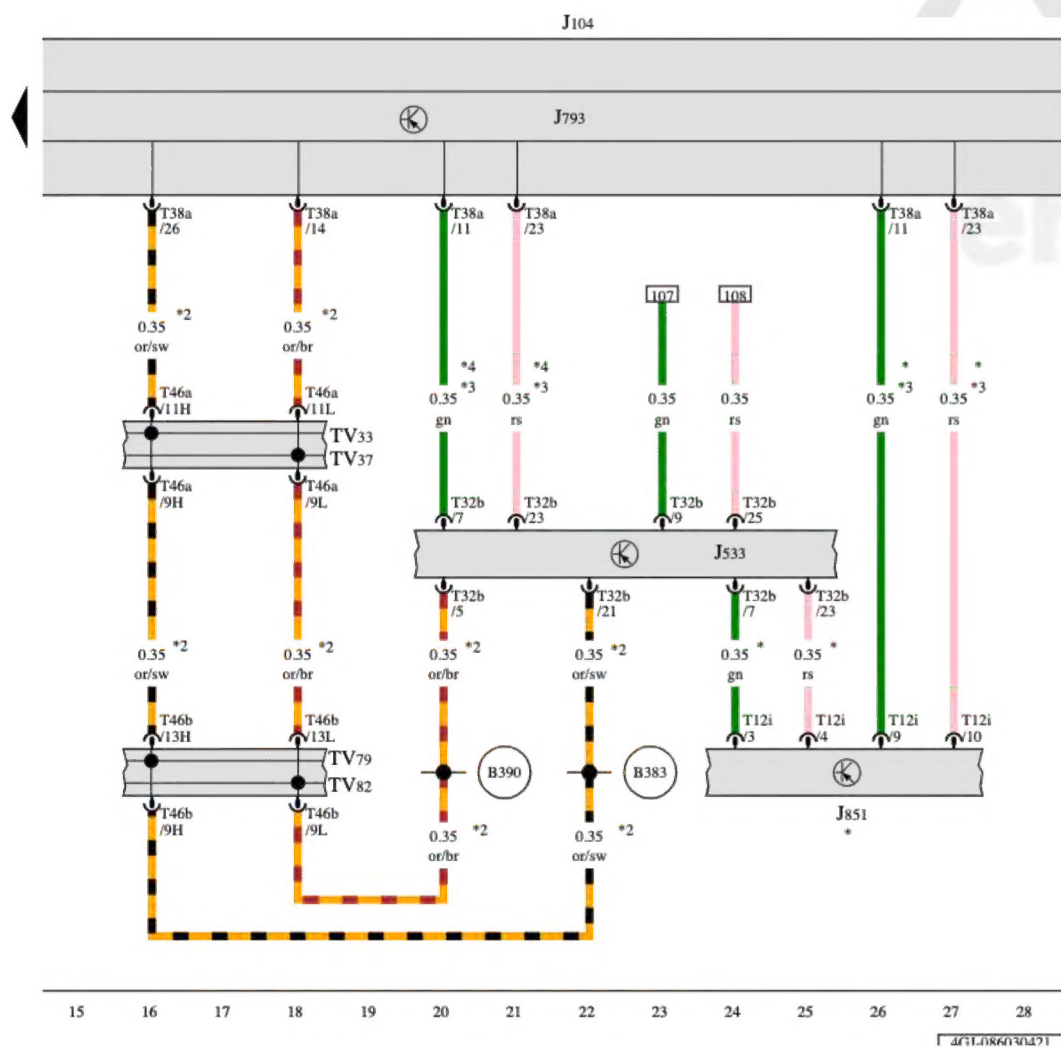 J104
J793
T38a
/26
T38a
/14
T38a
/11
T38a
/23
T38a
/11
T38a
/23
107
108
0.35 *2
or/sw
0.35 *2
or/br
*4
*3
0.35
gn
*4
*3
0.35
rs
0.35
gn
0.35
rs
*
*3
0.35
gn
*
*3
0.35
rs
T46a
/11H
T46a
/11L
TV33
TV37
T46a
/9H
T46a
/9L
T32b
/7
T32b
/23
T32b
/9
T32b
/25
J533
T32b
/5
T32b
/21
T32b
/7
T32b
/23
0.35 *2
or/sw
0.35 *2
or/br
0.35 *2
or/br
0.35 *2
or/sw
0.35 *
gn
0.35 *
rs
T46b
/13H
T46b
/13L
T12i
/3
T12i
/4
T12i
/9
T12i
/10
TV79
TV82
B390
B383
T46b
/9H
T46b
/9L
J851
*
0.35 *2
or/br
0.35 *2
or/sw
15 16 17 18 19 20 21 22 23 24 25 26 27 28
4GJ-086030421